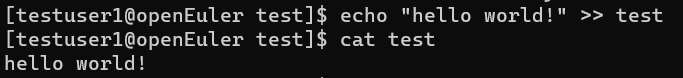 [testuser1@openEuler test]$ echo "hello world!" >> test
[testuser1@openEuler test]$ cat test
hello world!